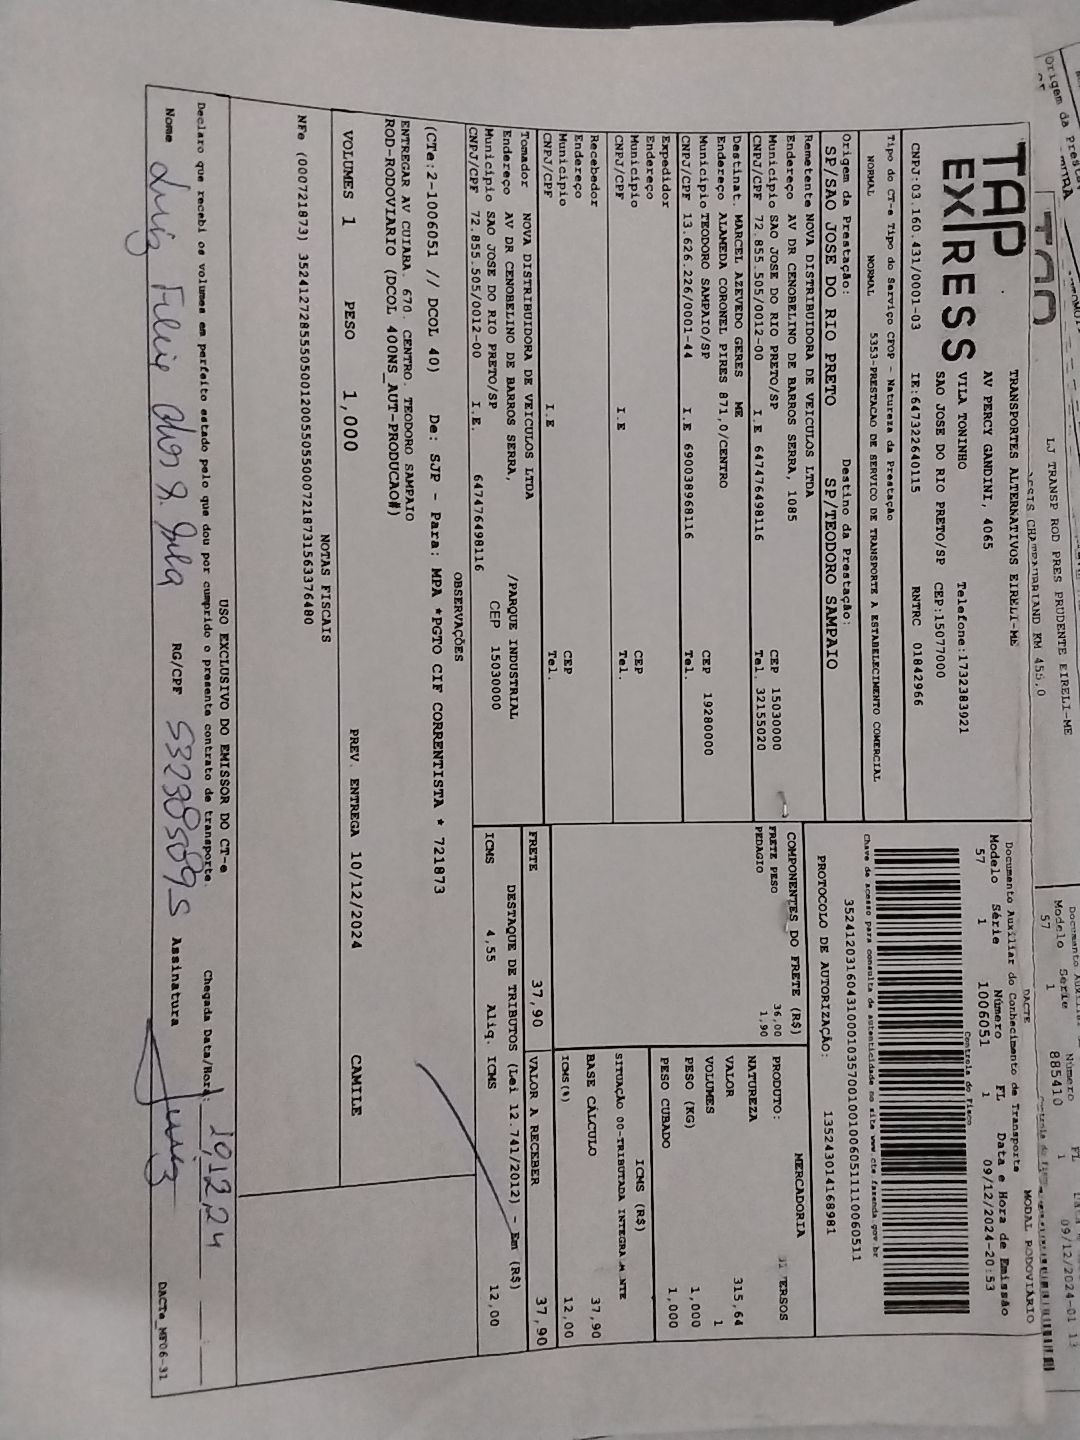 TAP EXPRESS
TRANSPORTES ALTERNATIVOS EIRELI-ME
AV PERCY GANDINI, 4065
VILA TONINHO Telefone:1732383921
SAO JOSE DO RIO PRETO/SP CEP:15077000
CNPJ:03.160.431/0001-03 IE:647322640115 RNTRC 01842966
DACTE MODAL RODOVIÁRIO
Documento Auxiliar do Conhecimento de Transporte
Modelo Série Número FL Data e Hora de Emissão
57 1 1006051 1 09/12/2024-20:53
Controle do Fisco
Chave de acesso para consulta de autenticidade no site www.cte.fazenda.gov.br
PROTOCOLO DE AUTORIZAÇÃO: 135243014168981
Tipo do CT-e Tipo do Serviço CFOP - Natureza da Prestação
NORMAL NORMAL 5353-PRESTACAO DE SERVICO DE TRANSPORTE A ESTABELECIMENTO COMERCIAL
Origem da Prestação: Destino da Prestação:
SP/SAO JOSE DO RIO PRETO SP/TEODORO SAMPAIO
Remetente NOVA DISTRIBUIDORA DE VEICULOS LTDA
Endereço AV DR CENOBELINO DE BARROS SERRA, 1085
Município SAO JOSE DO RIO PRETO/SP CEP 15030000
CNPJ/CPF 72.855.505/0012-00 I.E 647476498116 Tel. 32155020
Destinat. MARCEL AZEVEDO GERES ME
Endereço ALAMEDA CORONEL PIRES 871,0/CENTRO
Município TEODORO SAMPAIO/SP CEP 19280000
CNPJ/CPF 13.626.226/0001-44 I.E 690038968116 Tel.
Expedidor
Endereço
Município CEP
CNPJ/CPF I.E Tel.
Recebedor
Endereço
Município CEP
CNPJ/CPF I.E Tel.
Tomador NOVA DISTRIBUIDORA DE VEICULOS LTDA
Endereço AV DR CENOBELINO DE BARROS SERRA, /PARQUE INDUSTRIAL
Município SAO JOSE DO RIO PRETO/SP CEP 15030000
CNPJ/CPF 72.855.505/0012-00 I.E. 647476498116
COMPONENTES DO FRETE (R$)
FRETE PESO 36,00
PEDAGIO 1,90
MERCADORIA
PRODUTO:
NATUREZA
VALOR 315,64
VOLUMES 1
PESO (KG) 1,000
PESO CUBADO 1,000
ICMS (R$)
SITUAÇÃO 00-TRIBUTADA
BASE CÁLCULO 37,90
ICMS(%) 12,00
FRETE 37,90 VALOR A RECEBER 37,90
DESTAQUE DE TRIBUTOS (Lei 12.741/2012) - Em (R$)
ICMS 4,55 Aliq. ICMS 12,00
OBSERVAÇÕES
(CTe:2-1006051 // DCOL 40) De: SJP - Para: MPA *PGTO CIF CORRENTISTA * 721873
ENTREGAR AV CUIABA. 670. CENTRO. TEODORO SAMPAIO
ROD-RODOVIARIO (DCOL 400NS_AUT-PRODUCAO#)
VOLUMES 1 PESO 1,000 PREV. ENTREGA 10/12/2024 CAMILE
NOTAS FISCAIS
USO EXCLUSIVO DO EMISSOR DO CT-e
Declaro que recebi os volumes em perfeito estado pelo que dou por cumprido o presente contrato de transporte. Chegada Data/Hora: 10,12,24
Nome Luiz Felipe RG/CPF Assinatura
DACTe_MF06-31
LJ TRANSP ROD PRES PRUDENTE EIRELI-ME
KM 455,0
Modelo Serie Número FL
57 1 885410 1 09/12/2024-01 13